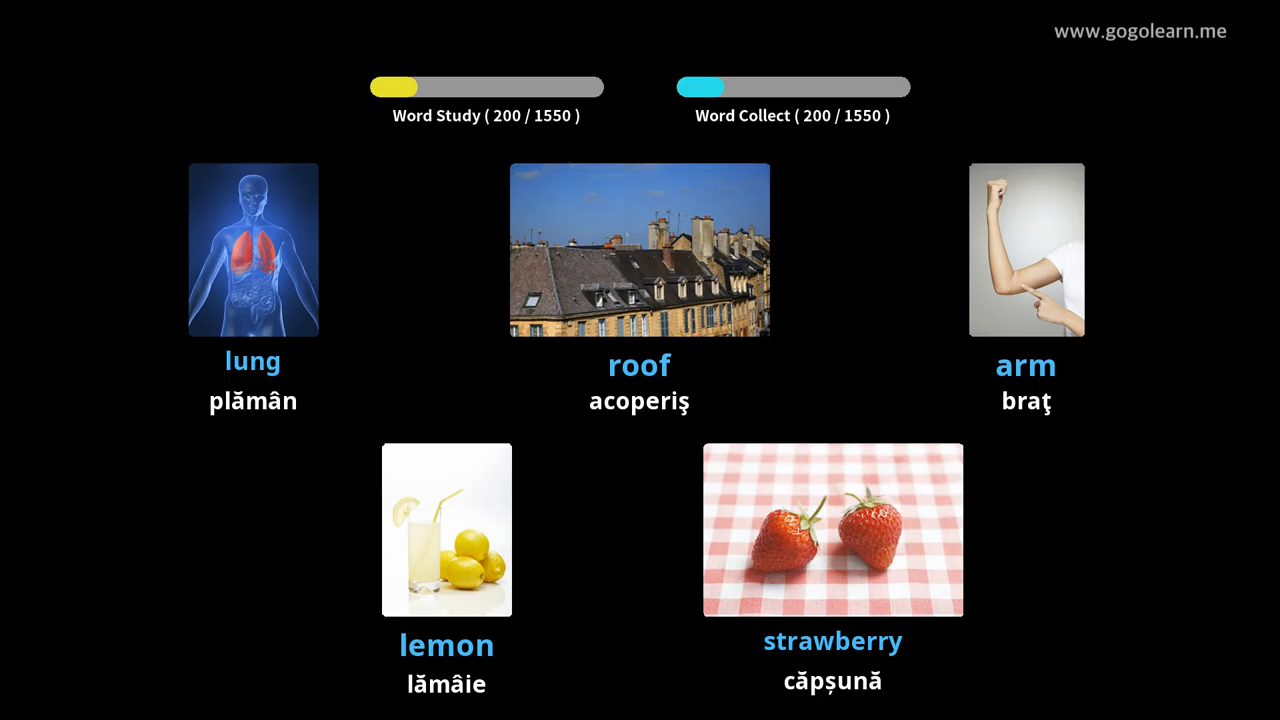 www.gogolearn.me
Word Study ( 200 / 1550 )
Word Collect ( 200 / 1550 )
lung
plămân
roof
acoperiş
arm
braţ
lemon
lămâie
strawberry
căpșună